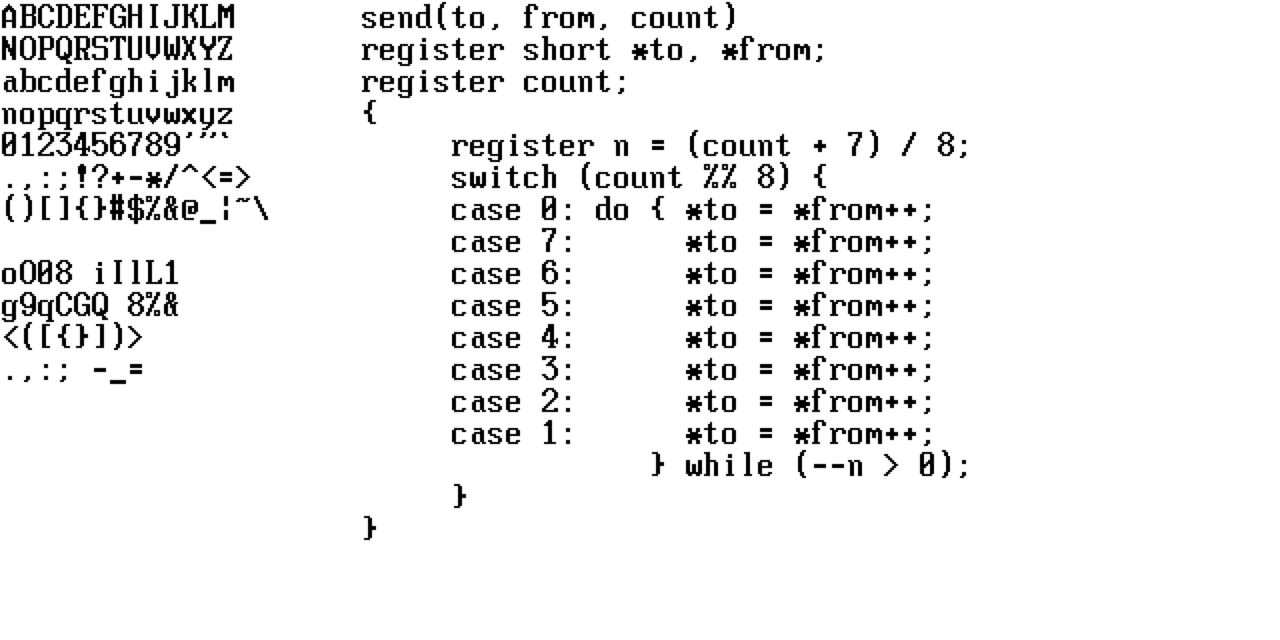 ABCDEFGHIJKLM
NOPQRSTUVWXYZ
abcdefghijklm
nopqrstuvwxyz
0123456789'"'`
.,:;!?+-*/^<=>
()[]{}#$%&@_¦~\
oO08 iIlL1
g9qCGQ 8%&
<([{}])>
.,:; -_=
send(to, from, count)
register short *to, *from;
register count;
{
     register n = (count + 7) / 8;
     switch (count %% 8) {
     case 0: do { *to = *from++;
     case 7:      *to = *from++;
     case 6:      *to = *from++;
     case 5:      *to = *from++;
     case 4:      *to = *from++;
     case 3:      *to = *from++;
     case 2:      *to = *from++;
     case 1:      *to = *from++;
                } while (--n > 0);
     }
}